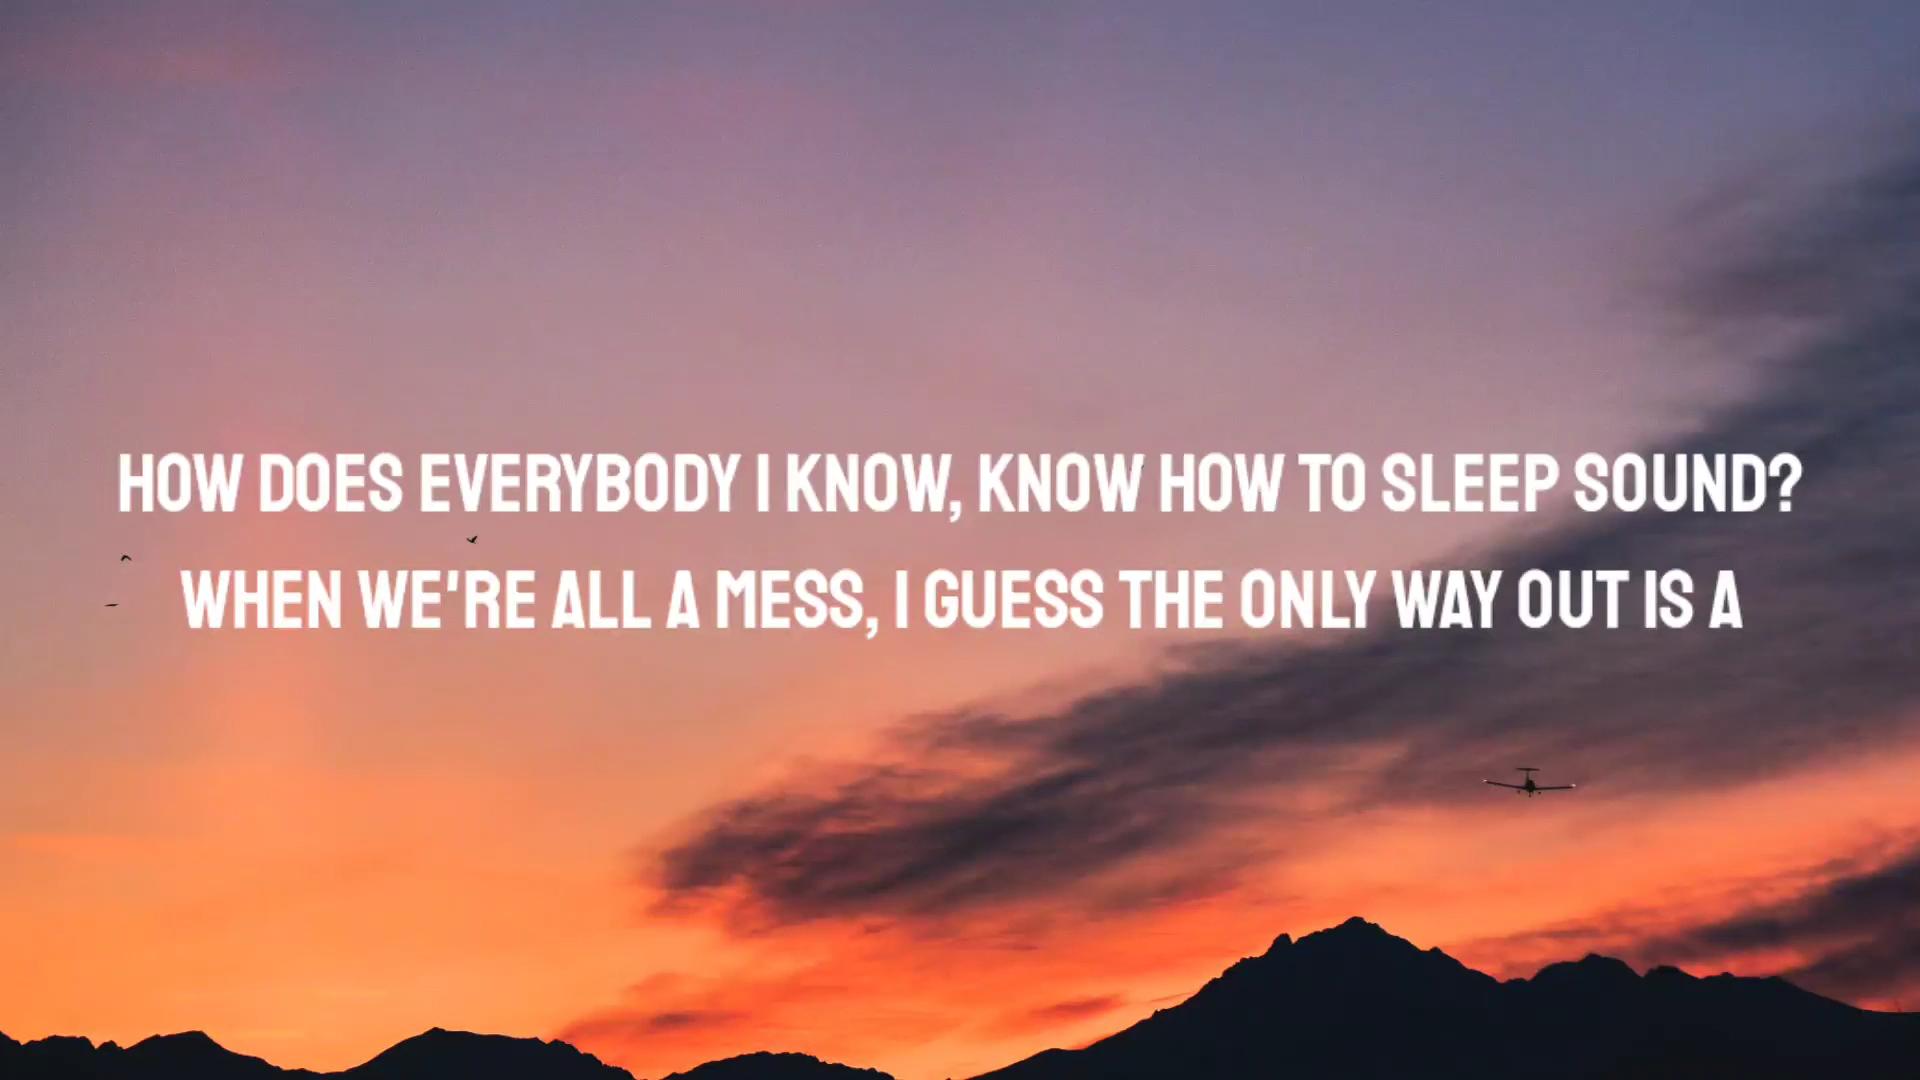 HOW DOES EVERYBODY I KNOW, KNOW HOW TO SLEEP SOUND?
WHEN WE'RE ALL A MESS, I GUESS THE ONLY WAY OUT IS A